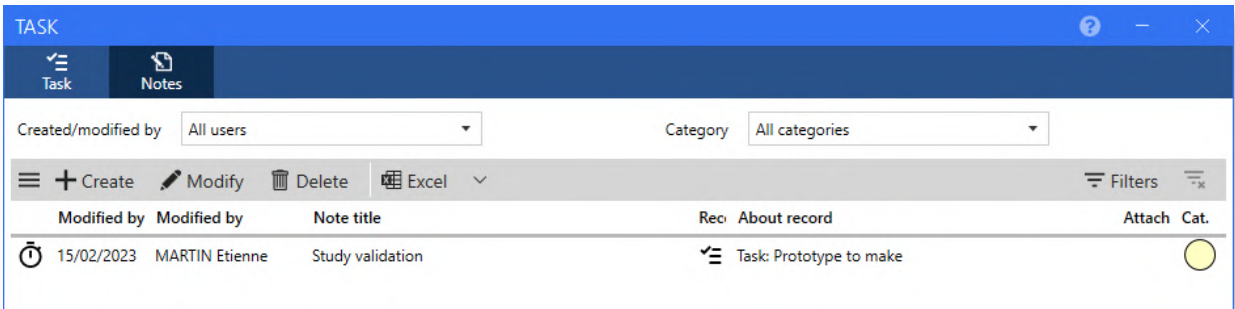 TASK
Task Notes
Created/modified by All users Category All categories
Create Modify Delete Excel Filters
Modified by Modified by Note title Rec About record Attach Cat.
15/02/2023 MARTIN Etienne Study validation Task: Prototype to make